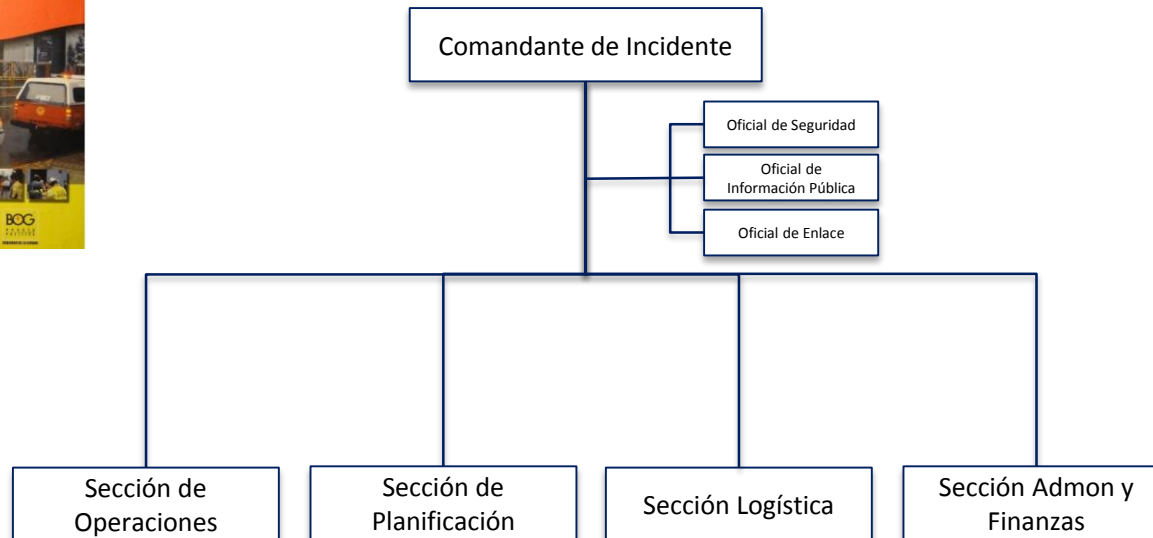 Comandante de Incidente
Oficial de Seguridad
Oficial de
Información Pública
Oficial de Enlace
BOG
Sección de
Operaciones
Sección de
Planificación
Sección Logística
Sección Admon y
Finanzas